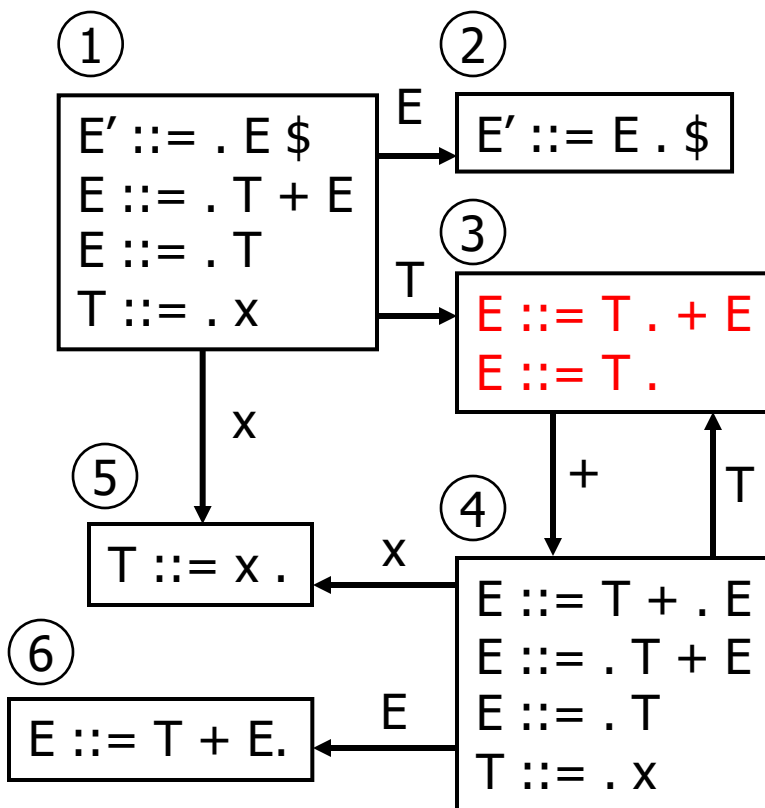 1
E’ ::= . E $
E ::= . T + E
E ::= . T
T ::= . x
E
2
E’ ::= E . $
T
3
E ::= T . + E
E ::= T .
x
+
T
5
T ::= x .
x
4
E ::= T + . E
E ::= . T + E
E ::= . T
T ::= . x
6
E ::= T + E.
E